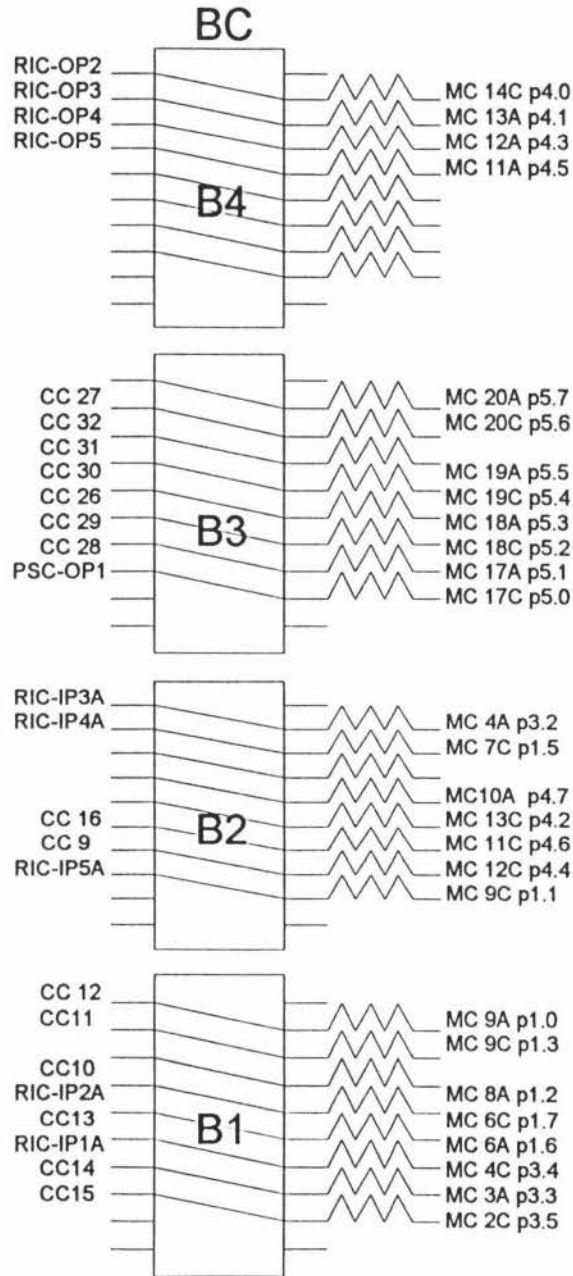 BC
RIC-OP2
RIC-OP3
RIC-OP4
RIC-OP5
B4
MC 14C p4.0
MC 13A p4.1
MC 12A p4.3
MC 11A p4.5
CC 27
CC 32
CC 31
CC 30
CC 26
CC 29
CC 28
PSC-OP1
B3
MC 20A p5.7
MC 20C p5.6
MC 19A p5.5
MC 19C p5.4
MC 18A p5.3
MC 18C p5.2
MC 17A p5.1
MC 17C p5.0
RIC-IP3A
RIC-IP4A
CC 16
CC 9
RIC-IP5A
B2
MC 4A p3.2
MC 7C p1.5
MC10A p4.7
MC 13C p4.2
MC 11C p4.6
MC 12C p4.4
MC 9C p1.1
CC 12
CC11
CC10
RIC-IP2A
CC13
RIC-IP1A
CC14
CC15
B1
MC 9A p1.0
MC 9C p1.3
MC 8A p1.2
MC 6C p1.7
MC 6A p1.6
MC 4C p3.4
MC 3A p3.3
MC 2C p3.5